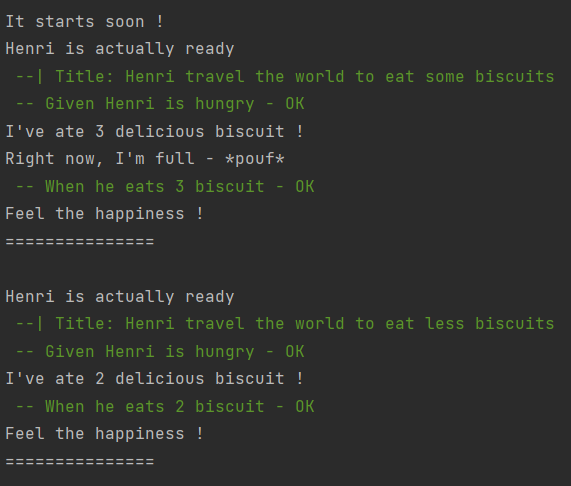 It starts soon !
Henri is actually ready
--| Title: Henri travel the world to eat some biscuits
-- Given Henri is hungry - OK
I've ate 3 delicious biscuit !
Right now, I'm full - *pouf*
-- When he eats 3 biscuit - OK
Feel the happiness !
===============
Henri is actually ready
--| Title: Henri travel the world to eat less biscuits
-- Given Henri is hungry - OK
I've ate 2 delicious biscuit !
-- When he eats 2 biscuit - OK
Feel the happiness !
===============